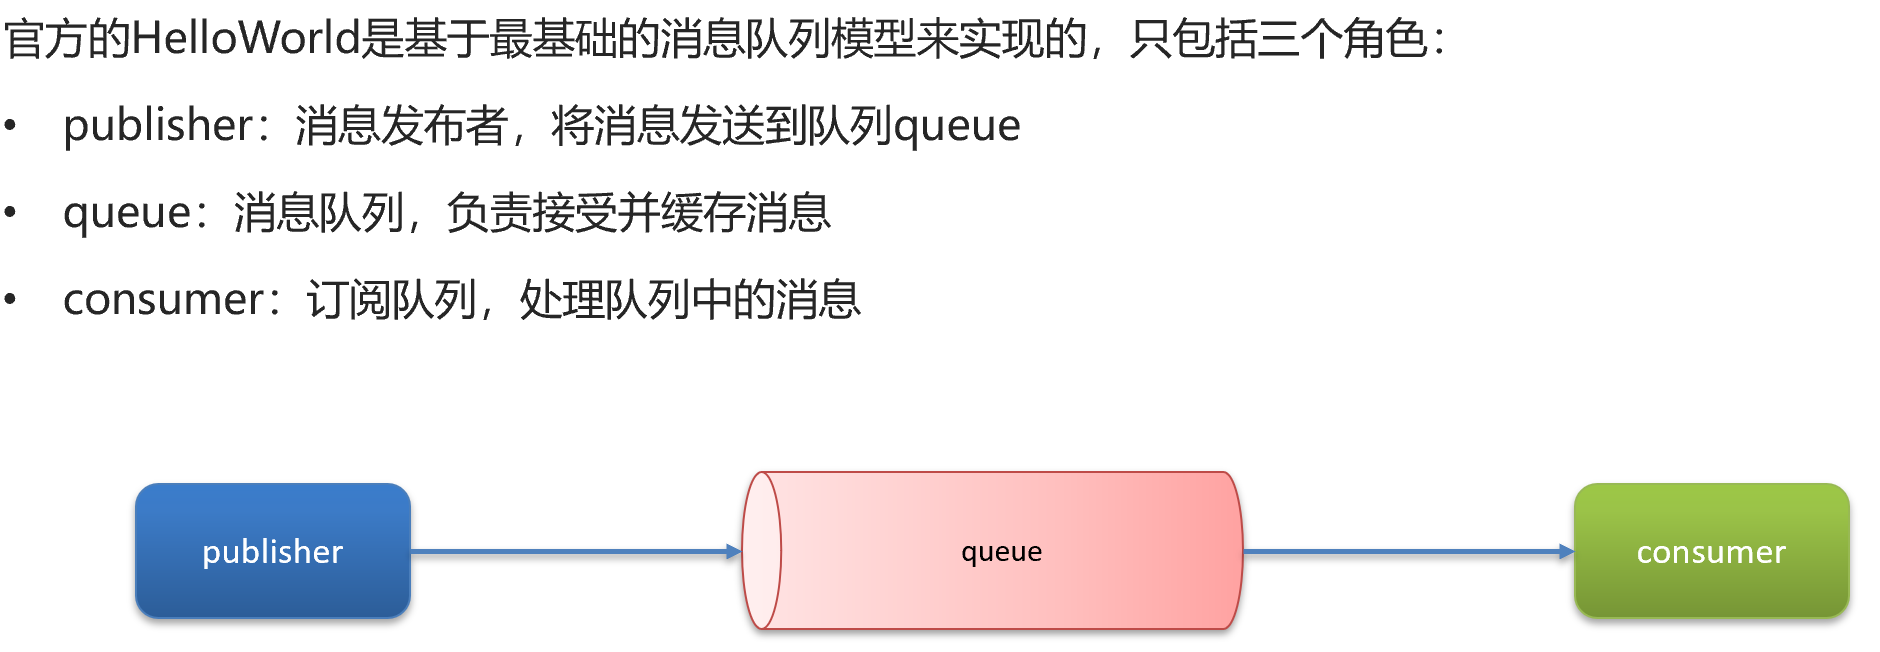 官方的HelloWorld是基于最基础的消息队列模型来实现的，只包括三个角色：
• publisher：消息发布者，将消息发送到队列queue
• queue：消息队列，负责接受并缓存消息
• consumer：订阅队列，处理队列中的消息
publisher
queue
consumer